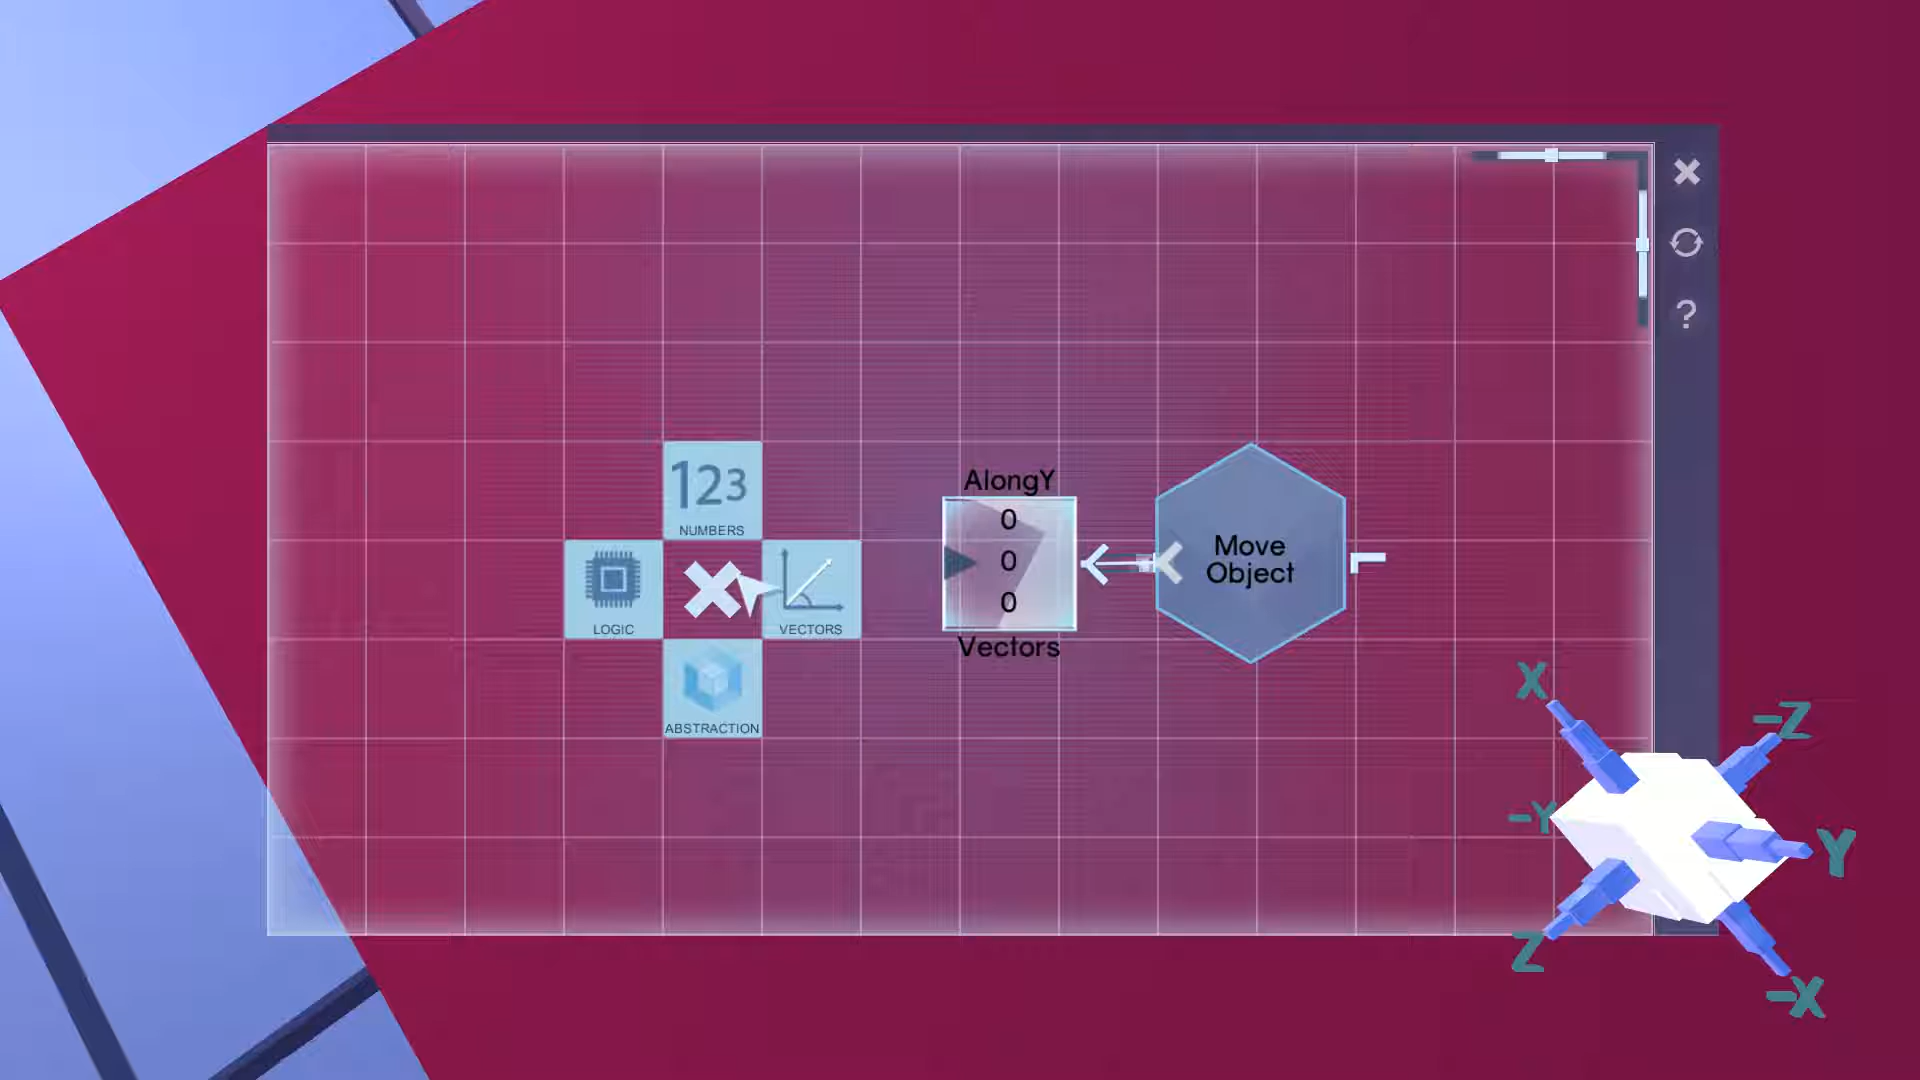 ?
123
NUMBERS
LOGIC
VECTORS
ABSTRACTION
AlongY
0
0
0
Vectors
Move
Object
X
-Z
-Y
Y
Z
-X